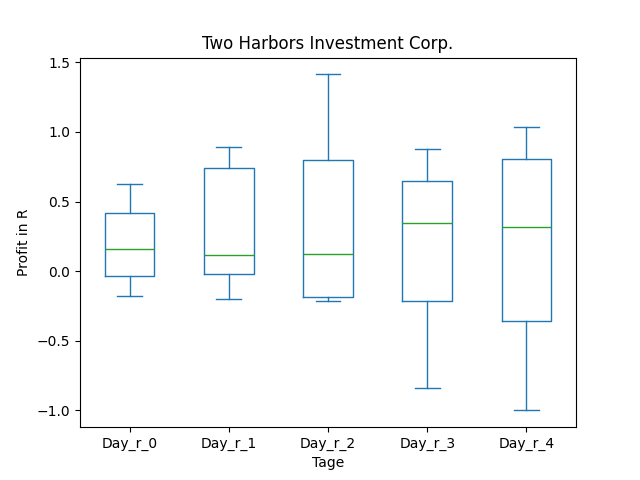 Two Harbors Investment Corp.
1.5
1.0
0.5
0.0
−0.5
−1.0
Profit in R
Day_r_0 Day_r_1 Day_r_2 Day_r_3 Day_r_4
Tage